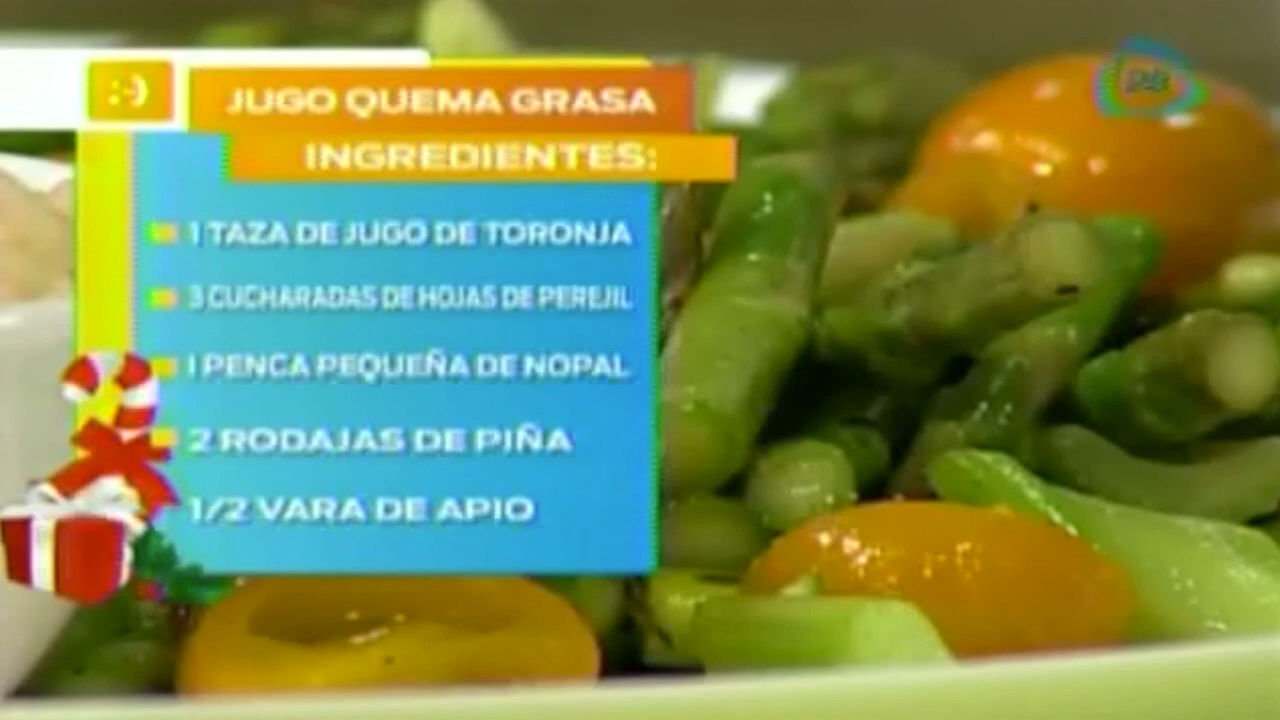 :-)
JUGO QUEMA GRASA
INGREDIENTES:
1 TAZA DE JUGO DE TORONJA
3 CUCHARADAS DE HOJAS DE PEREJIL
1 PENCA PEQUEÑA DE NOPAL
2 RODAJAS DE PIÑA
1/2 VARA DE APIO